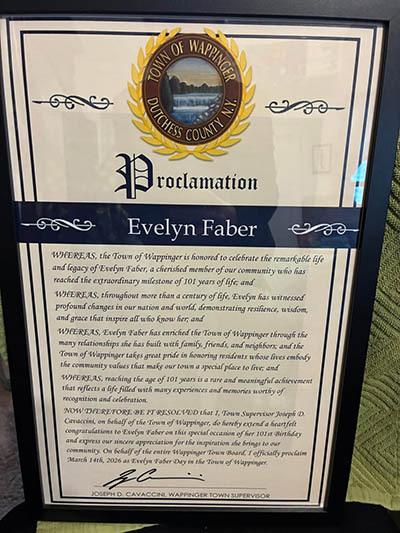 TOWN OF WAPPINGER
DUTCHESS COUNTY N.Y.
Proclamation
Evelyn Faber
WHEREAS, the Town of Wappinger is honored to celebrate the remarkable life
and legacy of Evelyn Faber, a cherished member of our community who has
reached the extraordinary milestone of 101 years of life; and
WHEREAS, throughout more than a century of life, Evelyn has witnessed
profound changes in our nation and world, demonstrating resilience, wisdom,
and grace that inspire all who know her; and
WHEREAS, Evelyn Faber has enriched the Town of Wappinger through the
many relationships she has built with family, friends, and neighbors; and the
Town of Wappinger takes great pride in honoring residents whose lives embody
the community values that make our town a special place to live; and
WHEREAS, reaching the age of 101 years is a rare and meaningful achievement
that reflects a life filled with many experiences and memories worthy of
recognition and celebration.
NOW THEREFORE BE IT RESOLVED that I, Town Supervisor Joseph D.
Cavaccini, on behalf of the Town of Wappinger, do hereby extend a heartfelt
congratulations to Evelyn Faber on this special occasion of her 101st Birthday
and express our sincere appreciation for the inspiration she brings to our
community. On behalf of the entire Wappinger Town Board, I officially proclaim
March 14th, 2026 as Evelyn Faber Day in the Town of Wappinger.
JOSEPH D. CAVACCINI, WAPPINGER TOWN SUPERVISOR